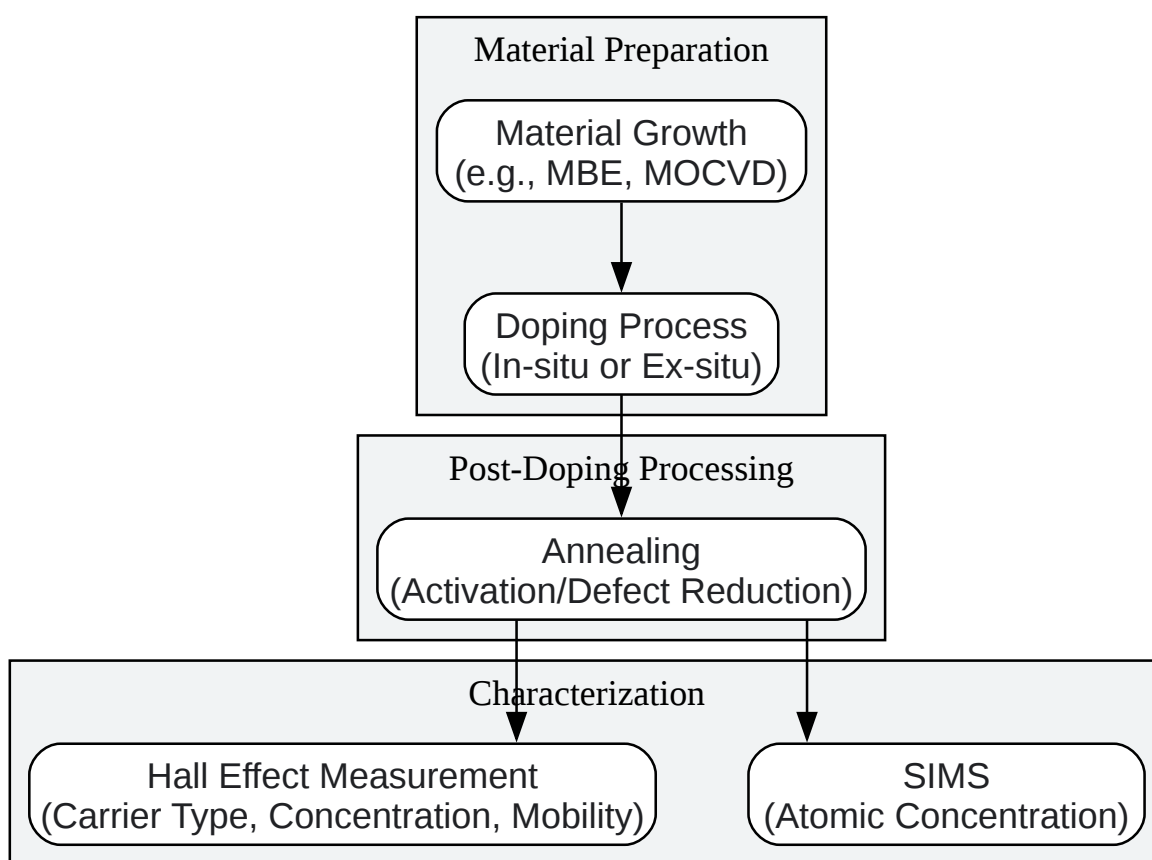 Material Preparation
Material Growth
(e.g., MBE, MOCVD)
Doping Process
(In-situ or Ex-situ)
Post-Doping Processing
Annealing
(Activation/Defect Reduction)
Characterization
Hall Effect Measurement
(Carrier Type, Concentration, Mobility)
SIMS
(Atomic Concentration)